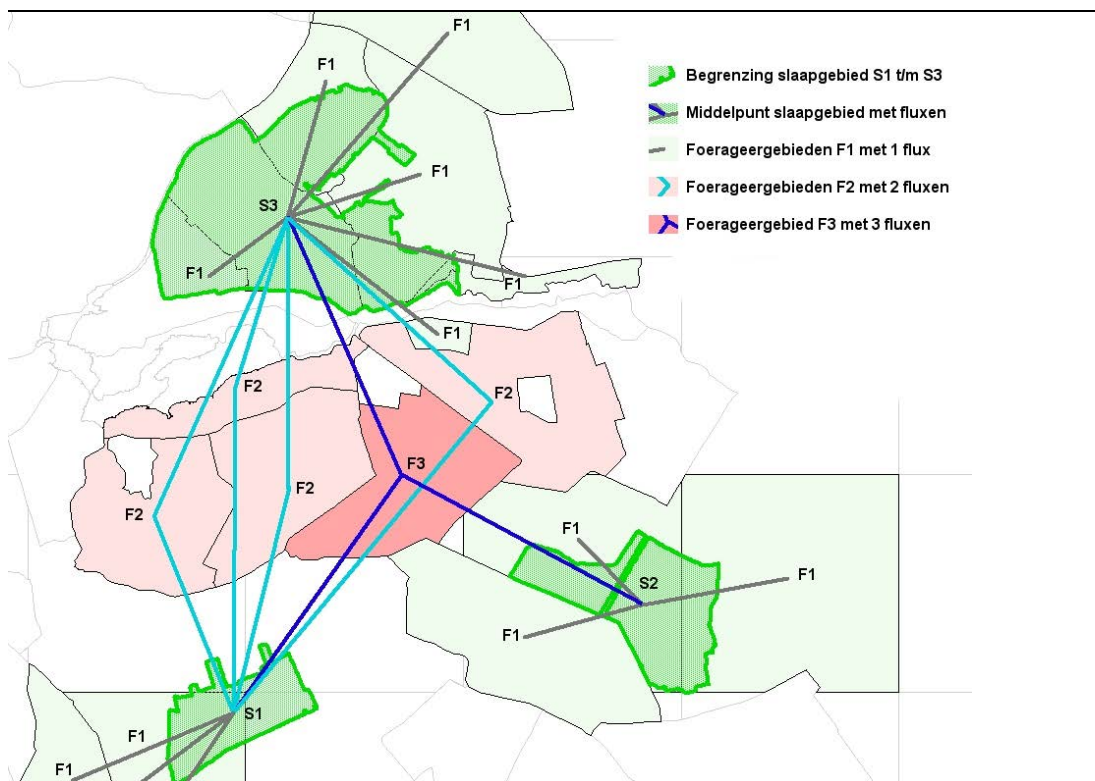 F1
F1
Begrenzing slaapgebied S1 t/m S3
Middelpunt slaapgebied met fluxen
Foerageergebieden F1 met 1 flux
F1
Foerageergebieden F2 met 2 fluxen
S3
Foerageergebied F3 met 3 fluxen
F1
F1
F1
F2
F2
F3
F2
F2
F1
S2
F1
F1
S1
F1
F1